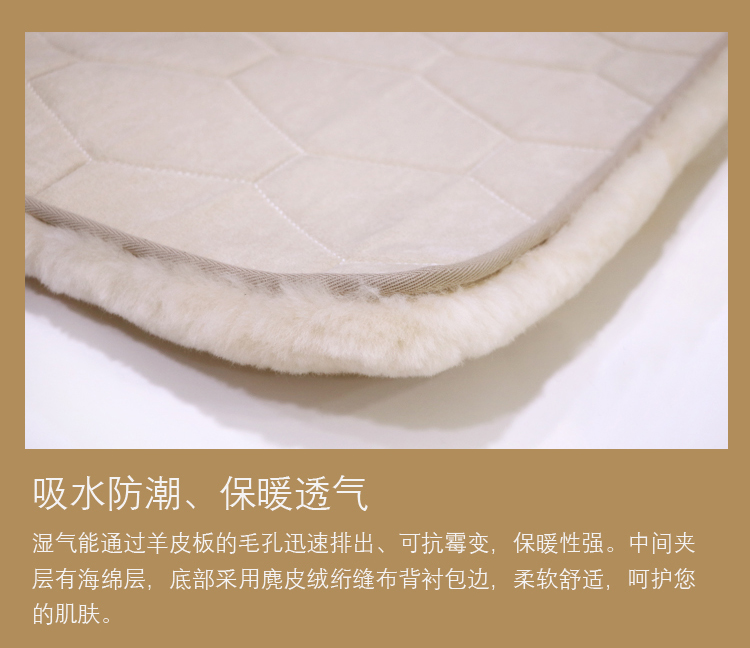 吸水防潮、保暖透气
湿气能通过羊皮板的毛孔迅速排出、可抗霉变，保暖性强。中间夹
层有海绵层，底部采用麂皮绒绗缝布背衬包边，柔软舒适，呵护您
的肌肤。